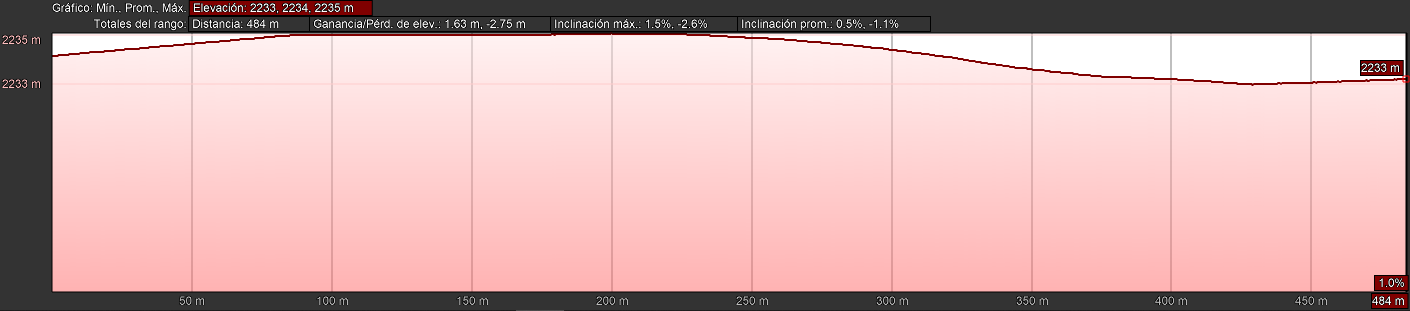 Gráfico: Mín., Prom., Máx. Elevación: 2233, 2234, 2235 m
Totales del rango: Distancia: 484 m Ganancia/Pérd. de elev.: 1.63 m, -2.75 m Inclinación máx.: 1.5%, -2.6% Inclinación prom.: 0.5%, -1.1%
2235 m
2233 m
2233 m
1.0%
50 m 100 m 150 m 200 m 250 m 300 m 350 m 400 m 450 m 484 m